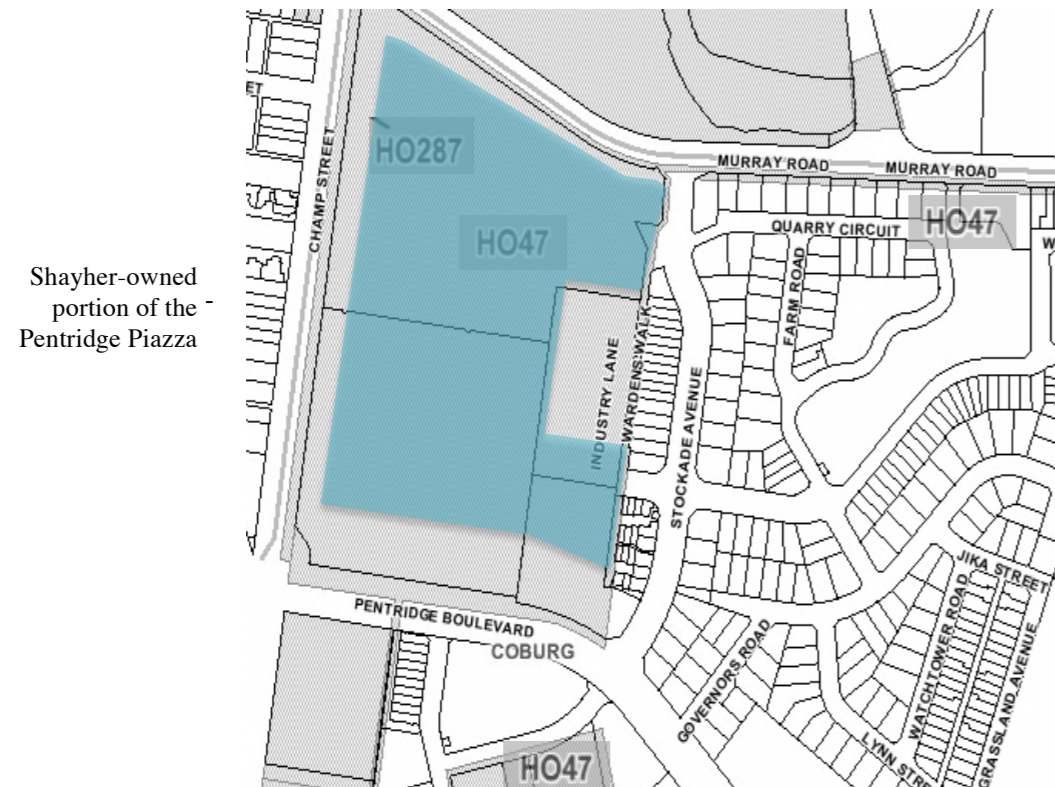 Shayher-owned
portion of the
Pentridge Piazza
-
ET
CHAMP STREET
HO287
HO47
MURRAY ROAD
MURRAY ROAD
QUARRY CIRCUIT
HO47
W
FARM ROAD
INDUSTRY LANE
WARDENS WALK
STOCKADE AVENUE
JIKA STREET
PENTRIDGE BOULEVARD
COBURG
GOVERNORS ROAD
WATCHTOWER ROAD
GRASSLAND AVENUE
LYNN STRE
HO47